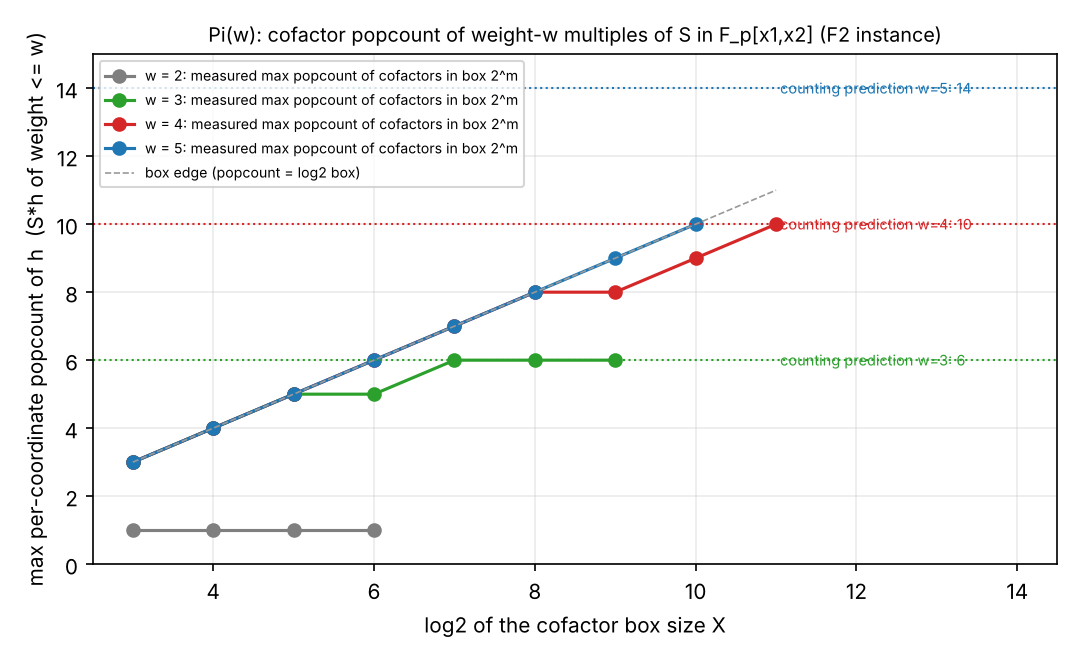 Pi(w): cofactor popcount of weight-w multiples of S in F_p[x1,x2] (F2 instance)
max per-coordinate popcount of h (S*h of weight <= w)
w = 2: measured max popcount of cofactors in box 2^m
w = 3: measured max popcount of cofactors in box 2^m
w = 4: measured max popcount of cofactors in box 2^m
w = 5: measured max popcount of cofactors in box 2^m
box edge (popcount = log2 box)
counting prediction w=5: 14
counting prediction w=4: 10
counting prediction w=3: 6
14
12
10
8
6
4
2
0
4 6 8 10 12 14
log2 of the cofactor box size X